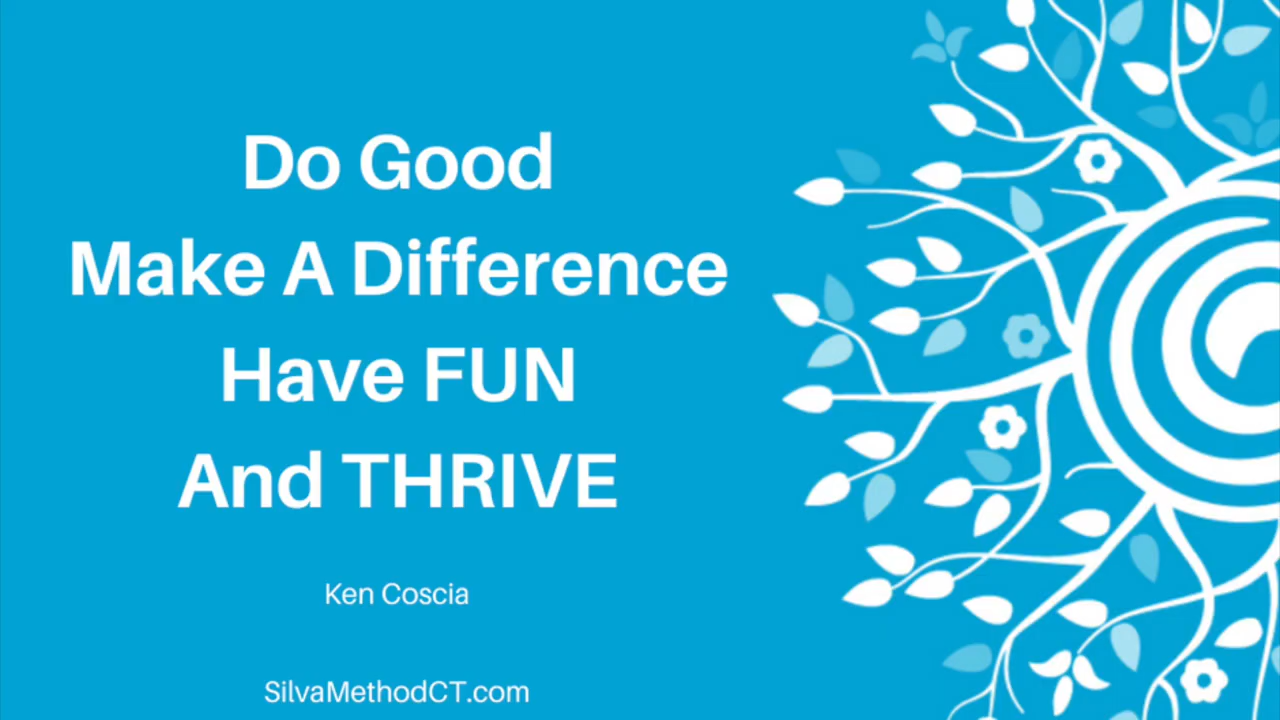 Do Good
Make A Difference
Have FUN
And THRIVE
Ken Coscia
SilvaMethodCT.com